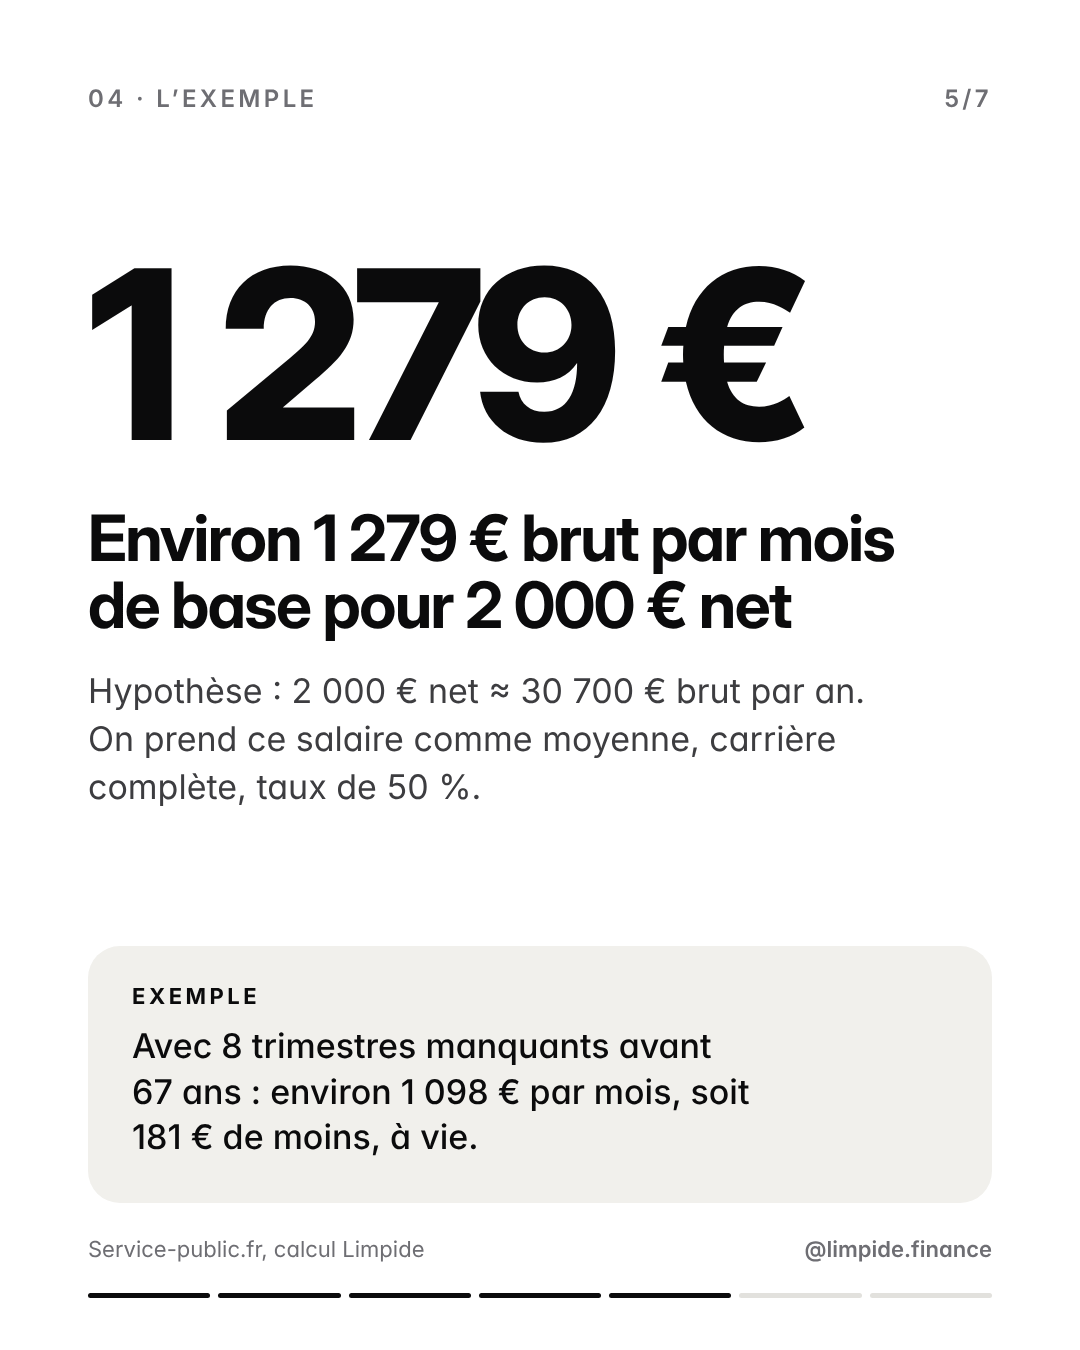 04 · L’EXEMPLE
5/7
1 279 €
Environ 1 279 € brut par mois
de base pour 2 000 € net
Hypothèse : 2 000 € net ≈ 30 700 € brut par an.
On prend ce salaire comme moyenne, carrière
complète, taux de 50 %.
EXEMPLE
Avec 8 trimestres manquants avant
67 ans : environ 1 098 € par mois, soit
181 € de moins, à vie.
Service-public.fr, calcul Limpide
@limpide.finance